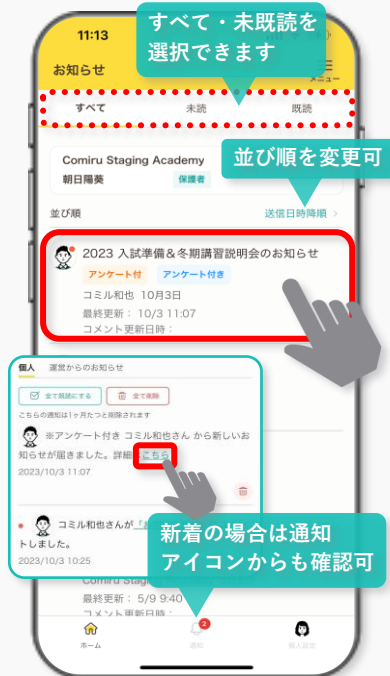 11:13
すべて・未既読を
選択できます
お知らせ
メニュー
すべて
未読
既読
Comiru Staging Academy
朝日陽葵
保護者
並び順を変更可
並び順
送信日時降順
2023 入試準備&冬期講習説明会のお知らせ
アンケート付
アンケート付き
コミル和也 10月3日
最終更新: 10/3 11:07
コメント更新日時:
個人
運営からのお知らせ
全て既読にする
全て削除
こちらの通知は1ヶ月たつと削除されます
※アンケート付き コミル和也さん から新しいお
知らせが届きました。詳細
こちら
2023/10/3 11:07
コミル和也さんが
トしました。
2023/10/3 10:25
新着の場合は通知
アイコンからも確認可
Comiru
最終更新: 5/9 9:40
コメント更新日時:
2
ホーム
通知
個人設定